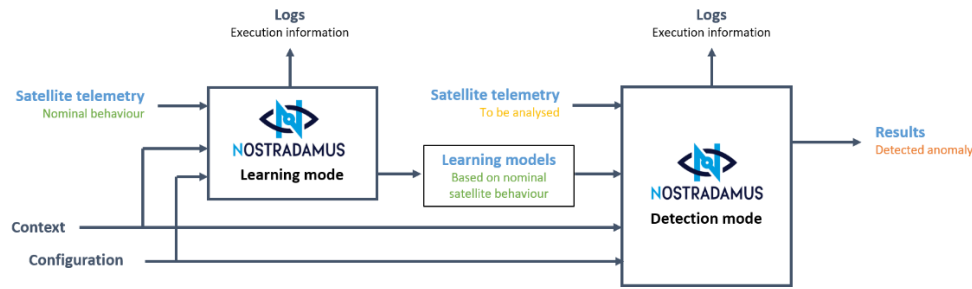 Logs
Execution information
Logs
Execution information
Satellite telemetry
Nominal behaviour
NOSTRADAMUS
Learning mode
Satellite telemetry
To be analysed
Learning models
Based on nominal
satellite behaviour
NOSTRADAMUS
Detection mode
Results
Detected anomaly
Context
Configuration